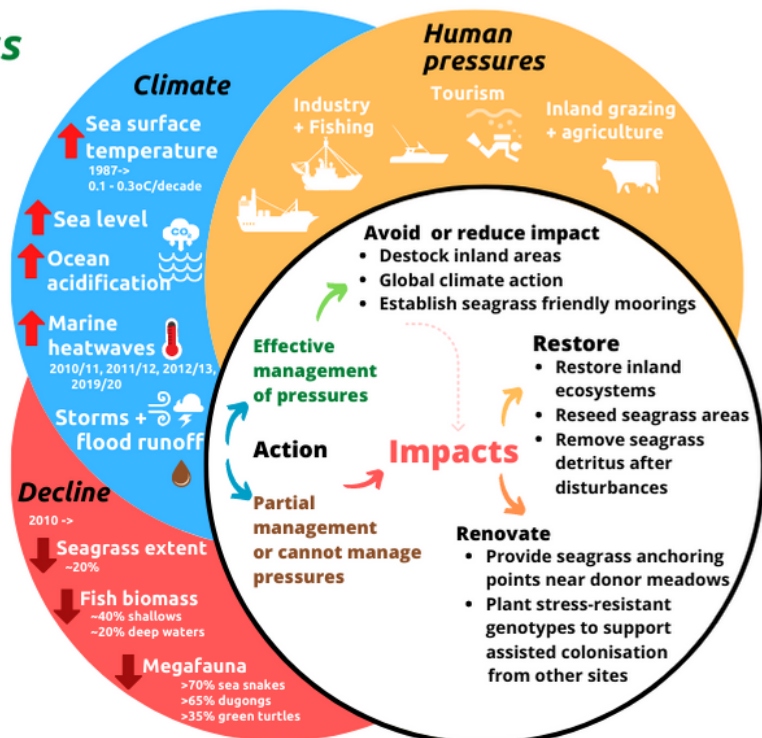 us
Climate
Sea surface
temperature
1987->
0.1 - 0.3oC/decade
Sea level
CO2
Ocean
acidification
Marine
heatwaves
2010/11, 2011/12, 2012/13,
2019/20
Storms +
flood runoff
Human
pressures
Industry
+ Fishing
Tourism
Inland grazing
+ agriculture
Decline
2010 ->
Seagrass extent
~20%
Fish biomass
~40% shallows
~20% deep waters
Megafauna
>70% sea snakes
>65% dugongs
>35% green turtles
Avoid or reduce impact
• Destock inland areas
• Global climate action
• Establish seagrass friendly moorings
Effective
management
of pressures
Action
Partial
management
or cannot manage
pressures
Impacts
Restore
• Restore inland
ecosystems
• Reseed seagrass areas
• Remove seagrass
detritus after
disturbances
Renovate
• Provide seagrass anchoring
points near donor meadows
• Plant stress-resistant
genotypes to support
assisted colonisation
from other sites